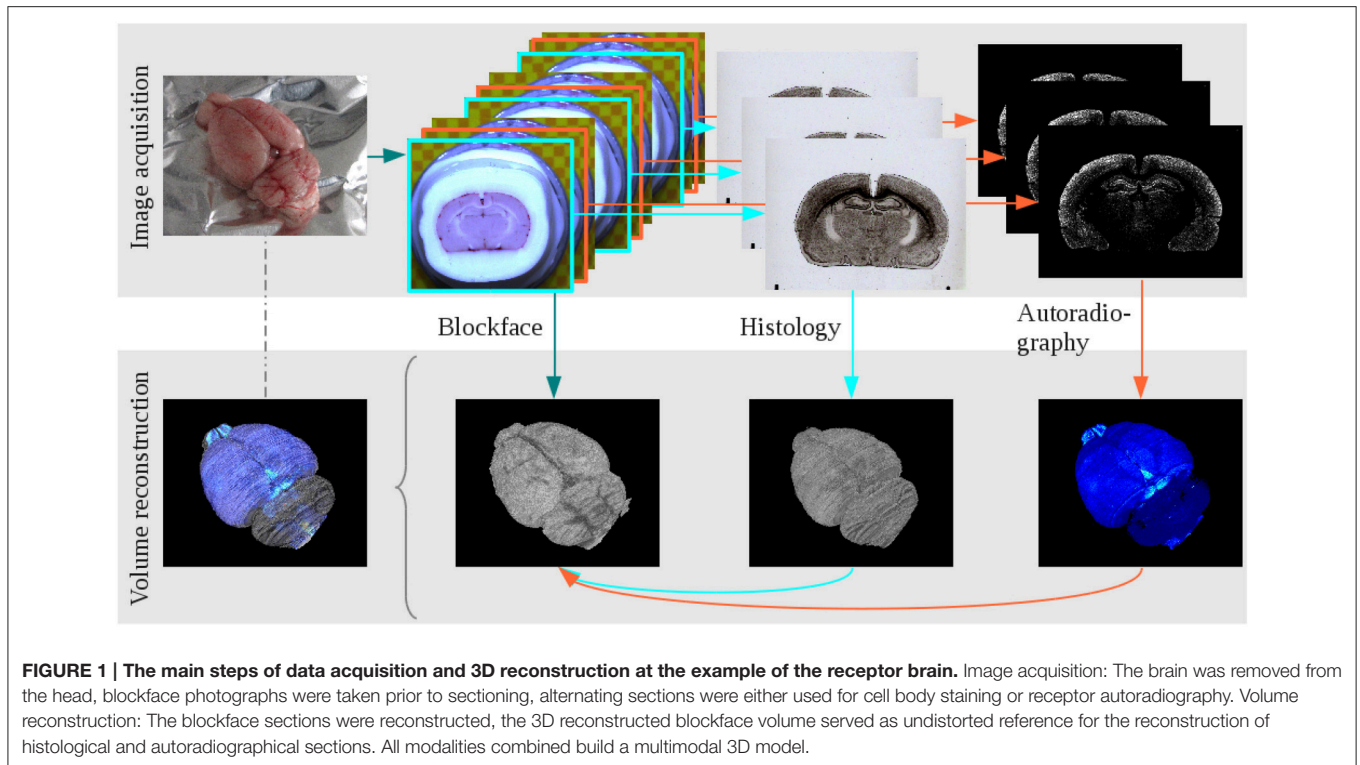 Image acquisition
Blockface
Histology
Autoradio-
graphy
Volume reconstruction
FIGURE 1 | The main steps of data acquisition and 3D reconstruction at the example of the receptor brain. Image acquisition: The brain was removed from
the head, blockface photographs were taken prior to sectioning, alternating sections were either used for cell body staining or receptor autoradiography. Volume
reconstruction: The blockface sections were reconstructed, the 3D reconstructed blockface volume served as undistorted reference for the reconstruction of
histological and autoradiographical sections. All modalities combined build a multimodal 3D model.